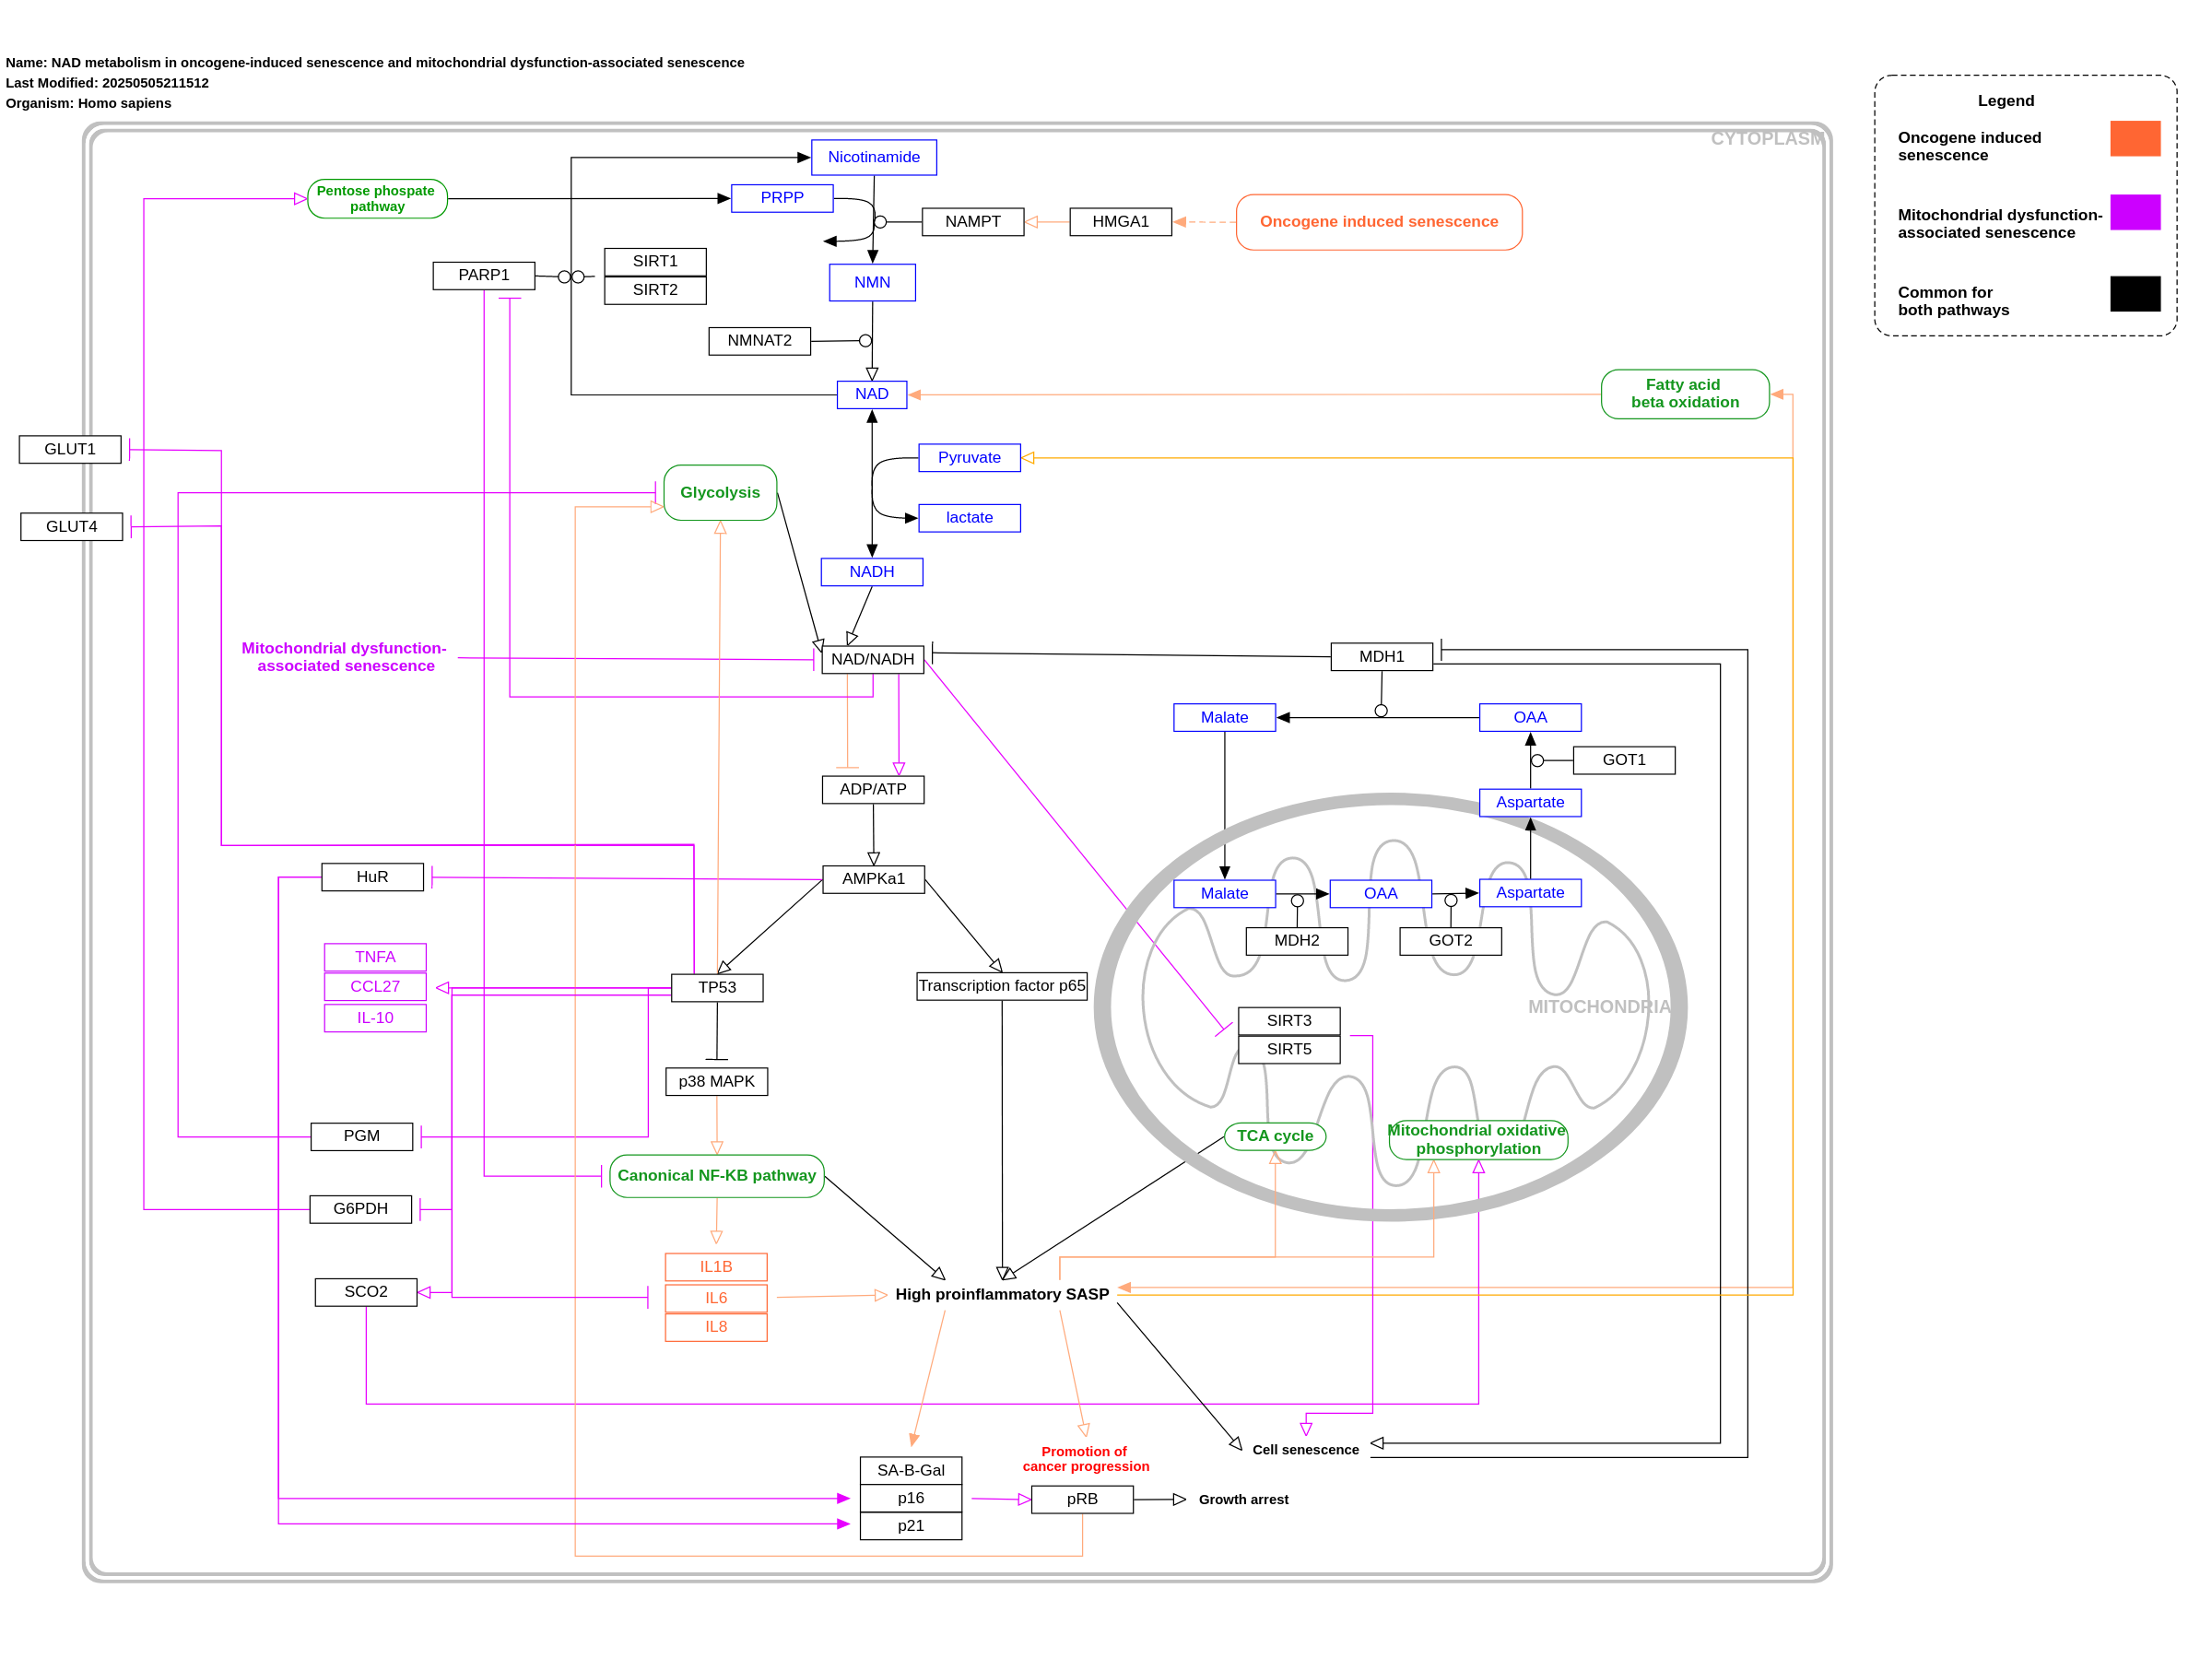 Name: NAD metabolism in oncogene-induced senescence and mitochondrial dysfunction-associated senescence
Last Modified: 20250505211512
Organism: Homo sapiens
Legend
Oncogene induced
senescence
Mitochondrial dysfunction-
associated senescence
Common for
both pathways
CYTOPLASM
Nicotinamide
Pentose phospate
pathway
PRPP
NAMPT
HMGA1
Oncogene induced senescence
PARP1
SIRT1
SIRT2
NMN
NMNAT2
NAD
Fatty acid
beta oxidation
GLUT1
Pyruvate
Glycolysis
GLUT4
lactate
NADH
Mitochondrial dysfunction-
associated senescence
NAD/NADH
MDH1
Malate
OAA
GOT1
ADP/ATP
Aspartate
HuR
AMPKa1
Malate
OAA
Aspartate
MDH2
GOT2
TNFA
CCL27
IL-10
TP53
Transcription factor p65
MITOCHONDRIA
SIRT3
SIRT5
p38 MAPK
PGM
TCA cycle
Mitochondrial oxidative
phosphorylation
Canonical NF-KB pathway
G6PDH
IL1B
IL6
IL8
SCO2
High proinflammatory SASP
Promotion of
cancer progression
Cell senescence
SA-B-Gal
p16
p21
pRB
Growth arrest